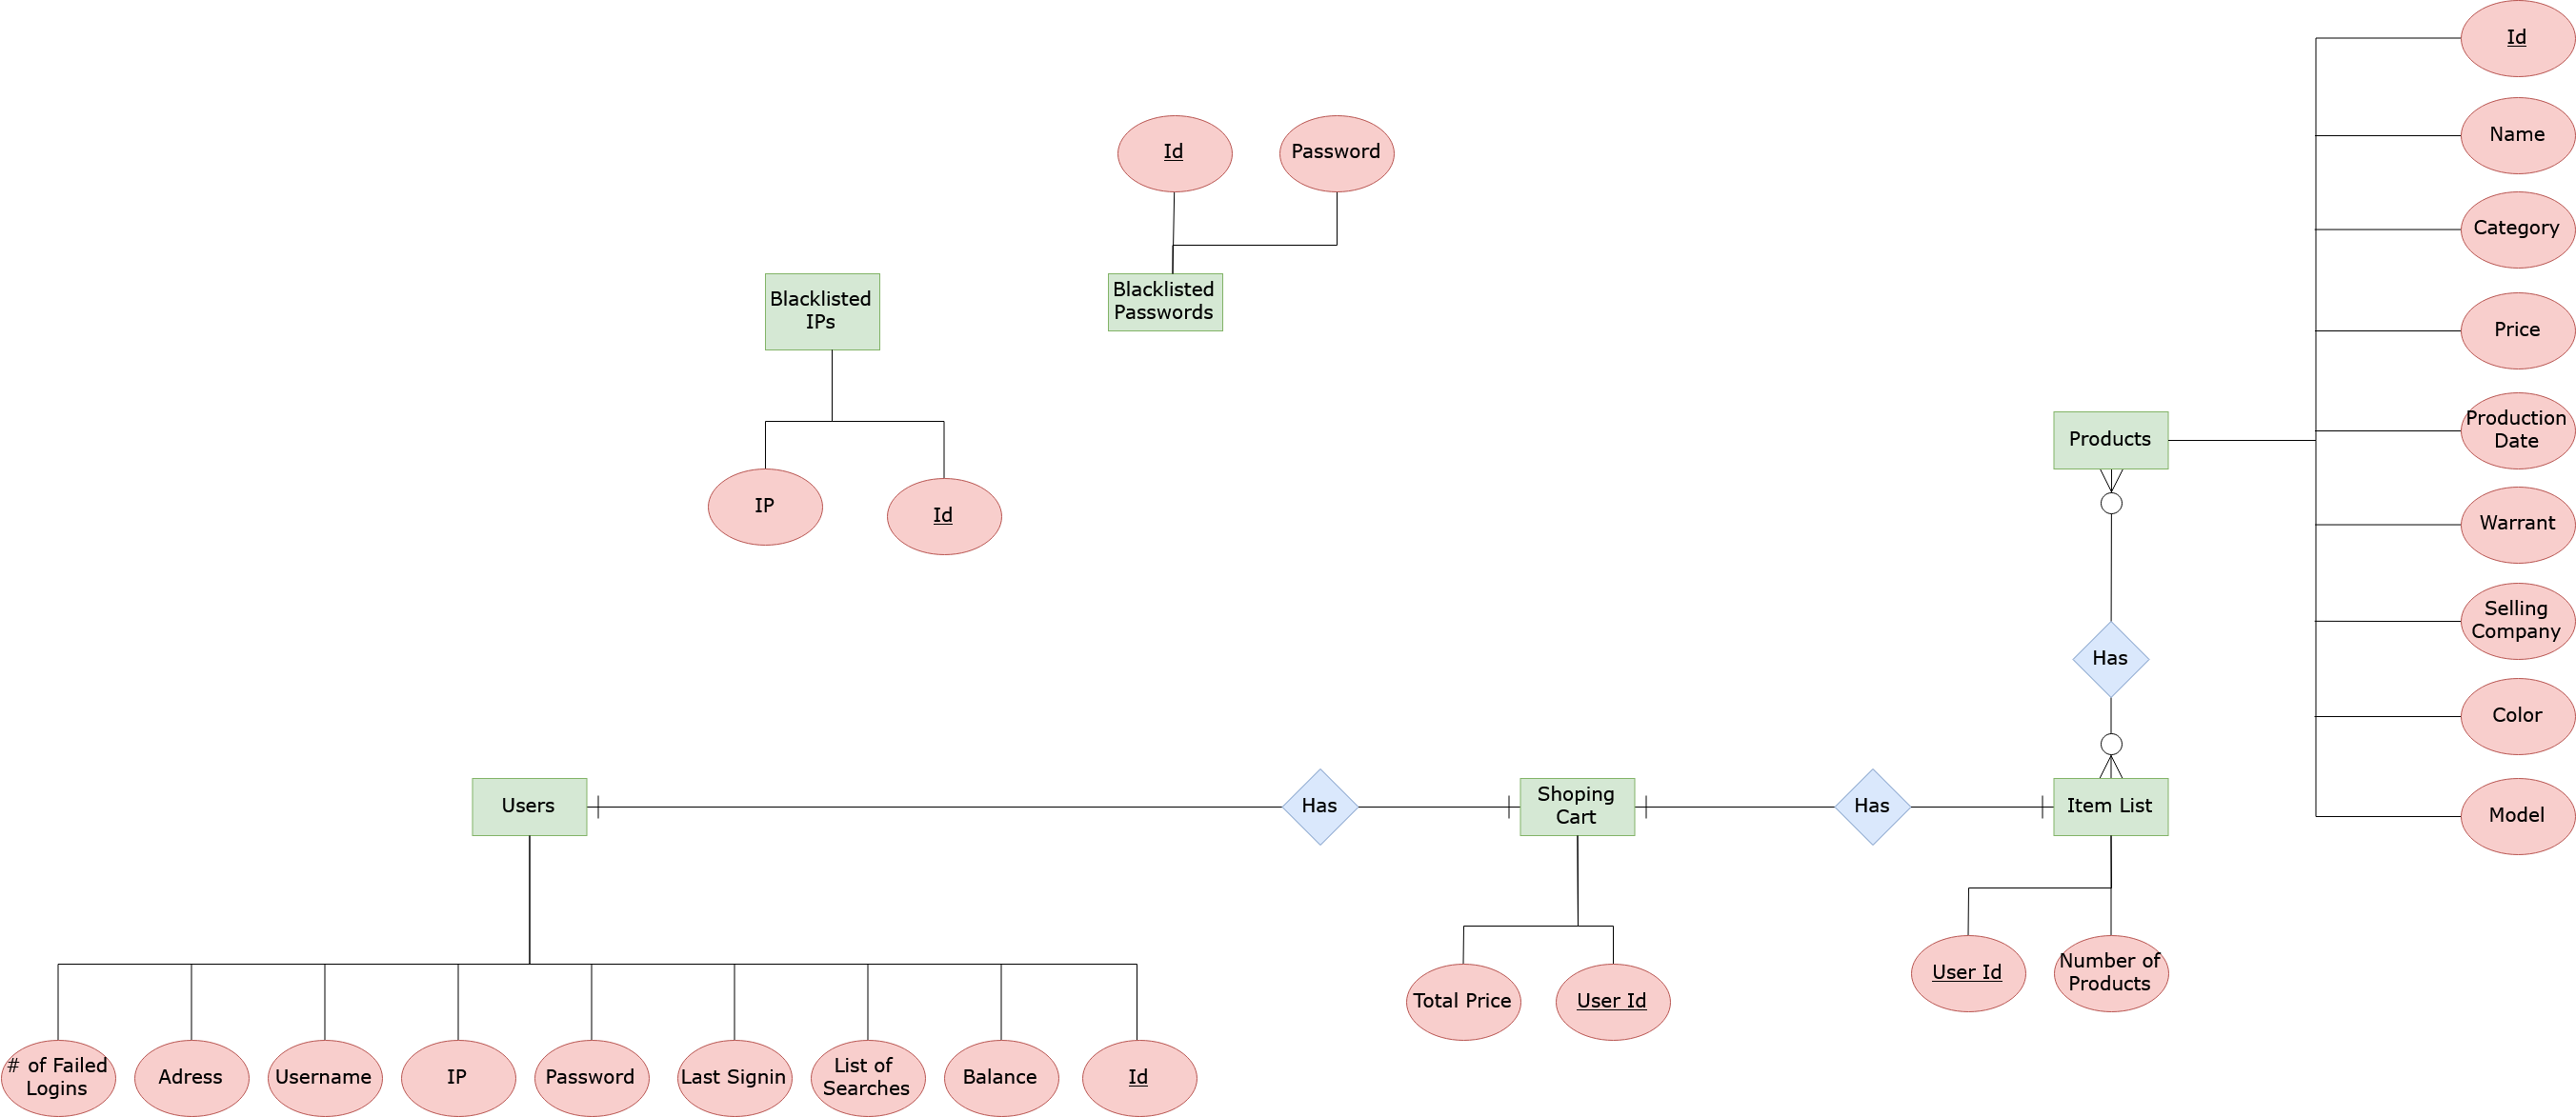 Id
Name
Id
Password
Category
Blacklisted
IPs
Blacklisted
Passwords
Price
Production
Date
Products
IP
Id
Warrant
Selling
Company
Has
Color
Users
Has
Shoping
Cart
Has
Item List
Model
User Id
Number of
Products
Total Price
User Id
# of Failed
Logins
Adress
Username
IP
Password
Last Signin
List of
Searches
Balance
Id